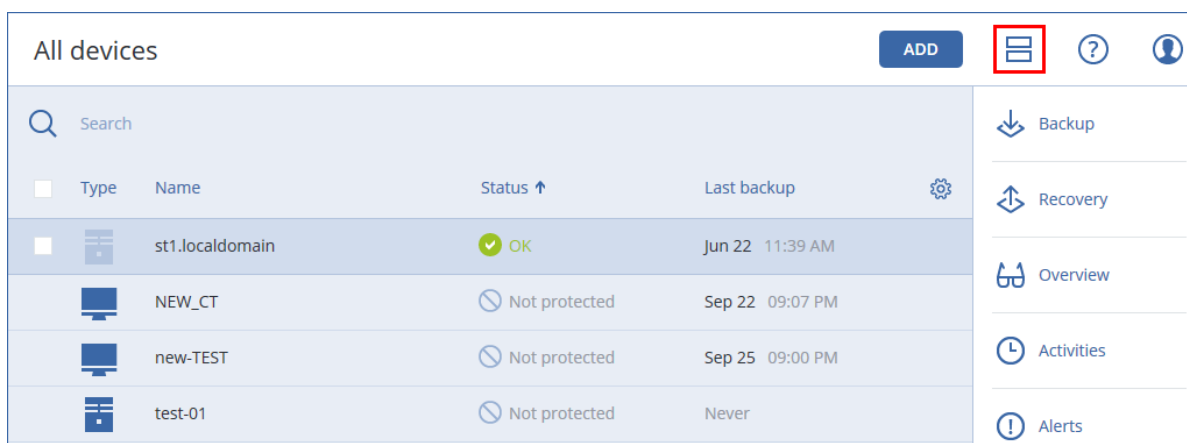 All devices
ADD
Search
Type Name Status Last backup
st1.localdomain OK Jun 22 11:39 AM
NEW_CT Not protected Sep 22 09:07 PM
new-TEST Not protected Sep 25 09:00 PM
test-01 Not protected Never
Backup
Recovery
Overview
Activities
Alerts